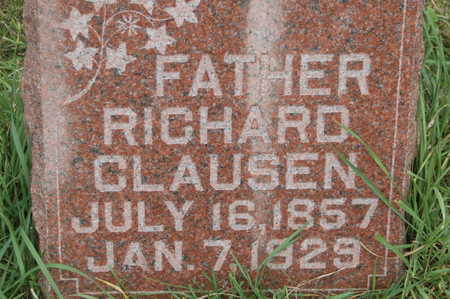 FATHER
RICHARD
CLAUSEN
JULY 16, 1857
JAN. 7, 1929